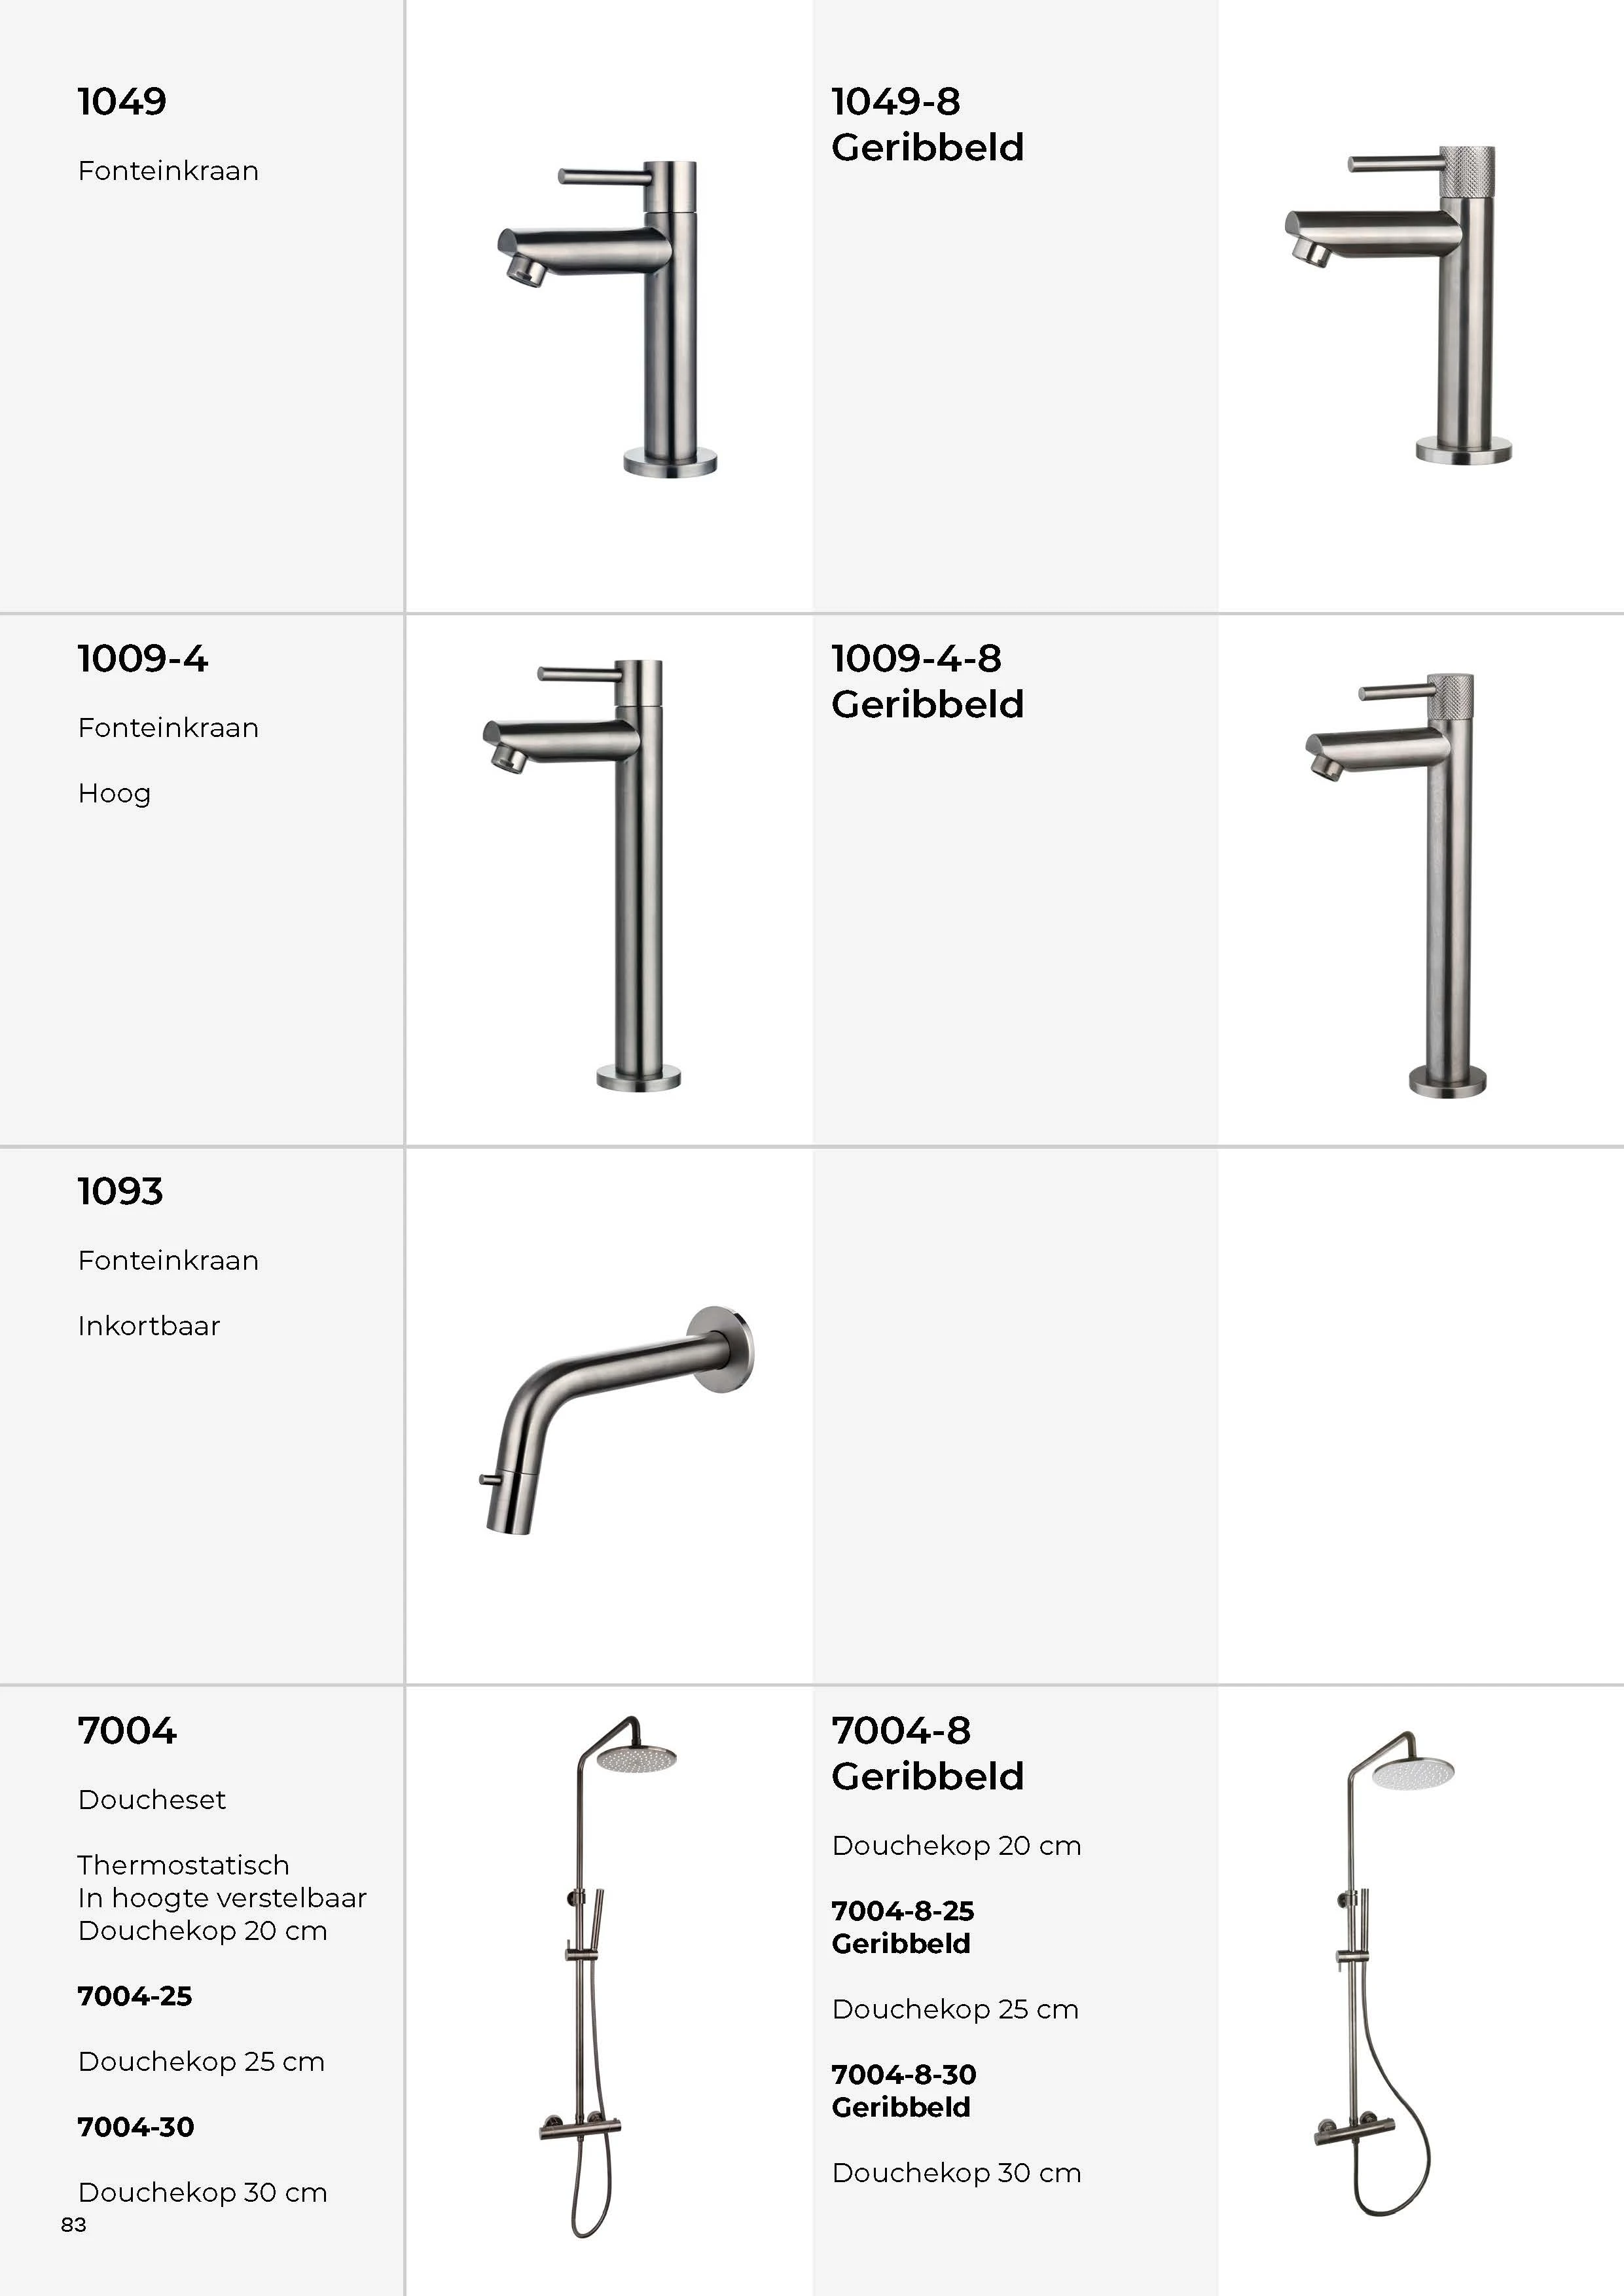 1049
Fonteinkraan
1049-8
Geribbeld
1009-4
Fonteinkraan
Hoog
1009-4-8
Geribbeld
1093
Fonteinkraan
Inkortbaar
7004
Doucheset
Thermostatisch
In hoogte verstelbaar
Douchekop 20 cm
7004-25
Douchekop 25 cm
7004-30
Douchekop 30 cm
7004-8
Geribbeld
Douchekop 20 cm
7004-8-25
Geribbeld
Douchekop 25 cm
7004-8-30
Geribbeld
Douchekop 30 cm
83